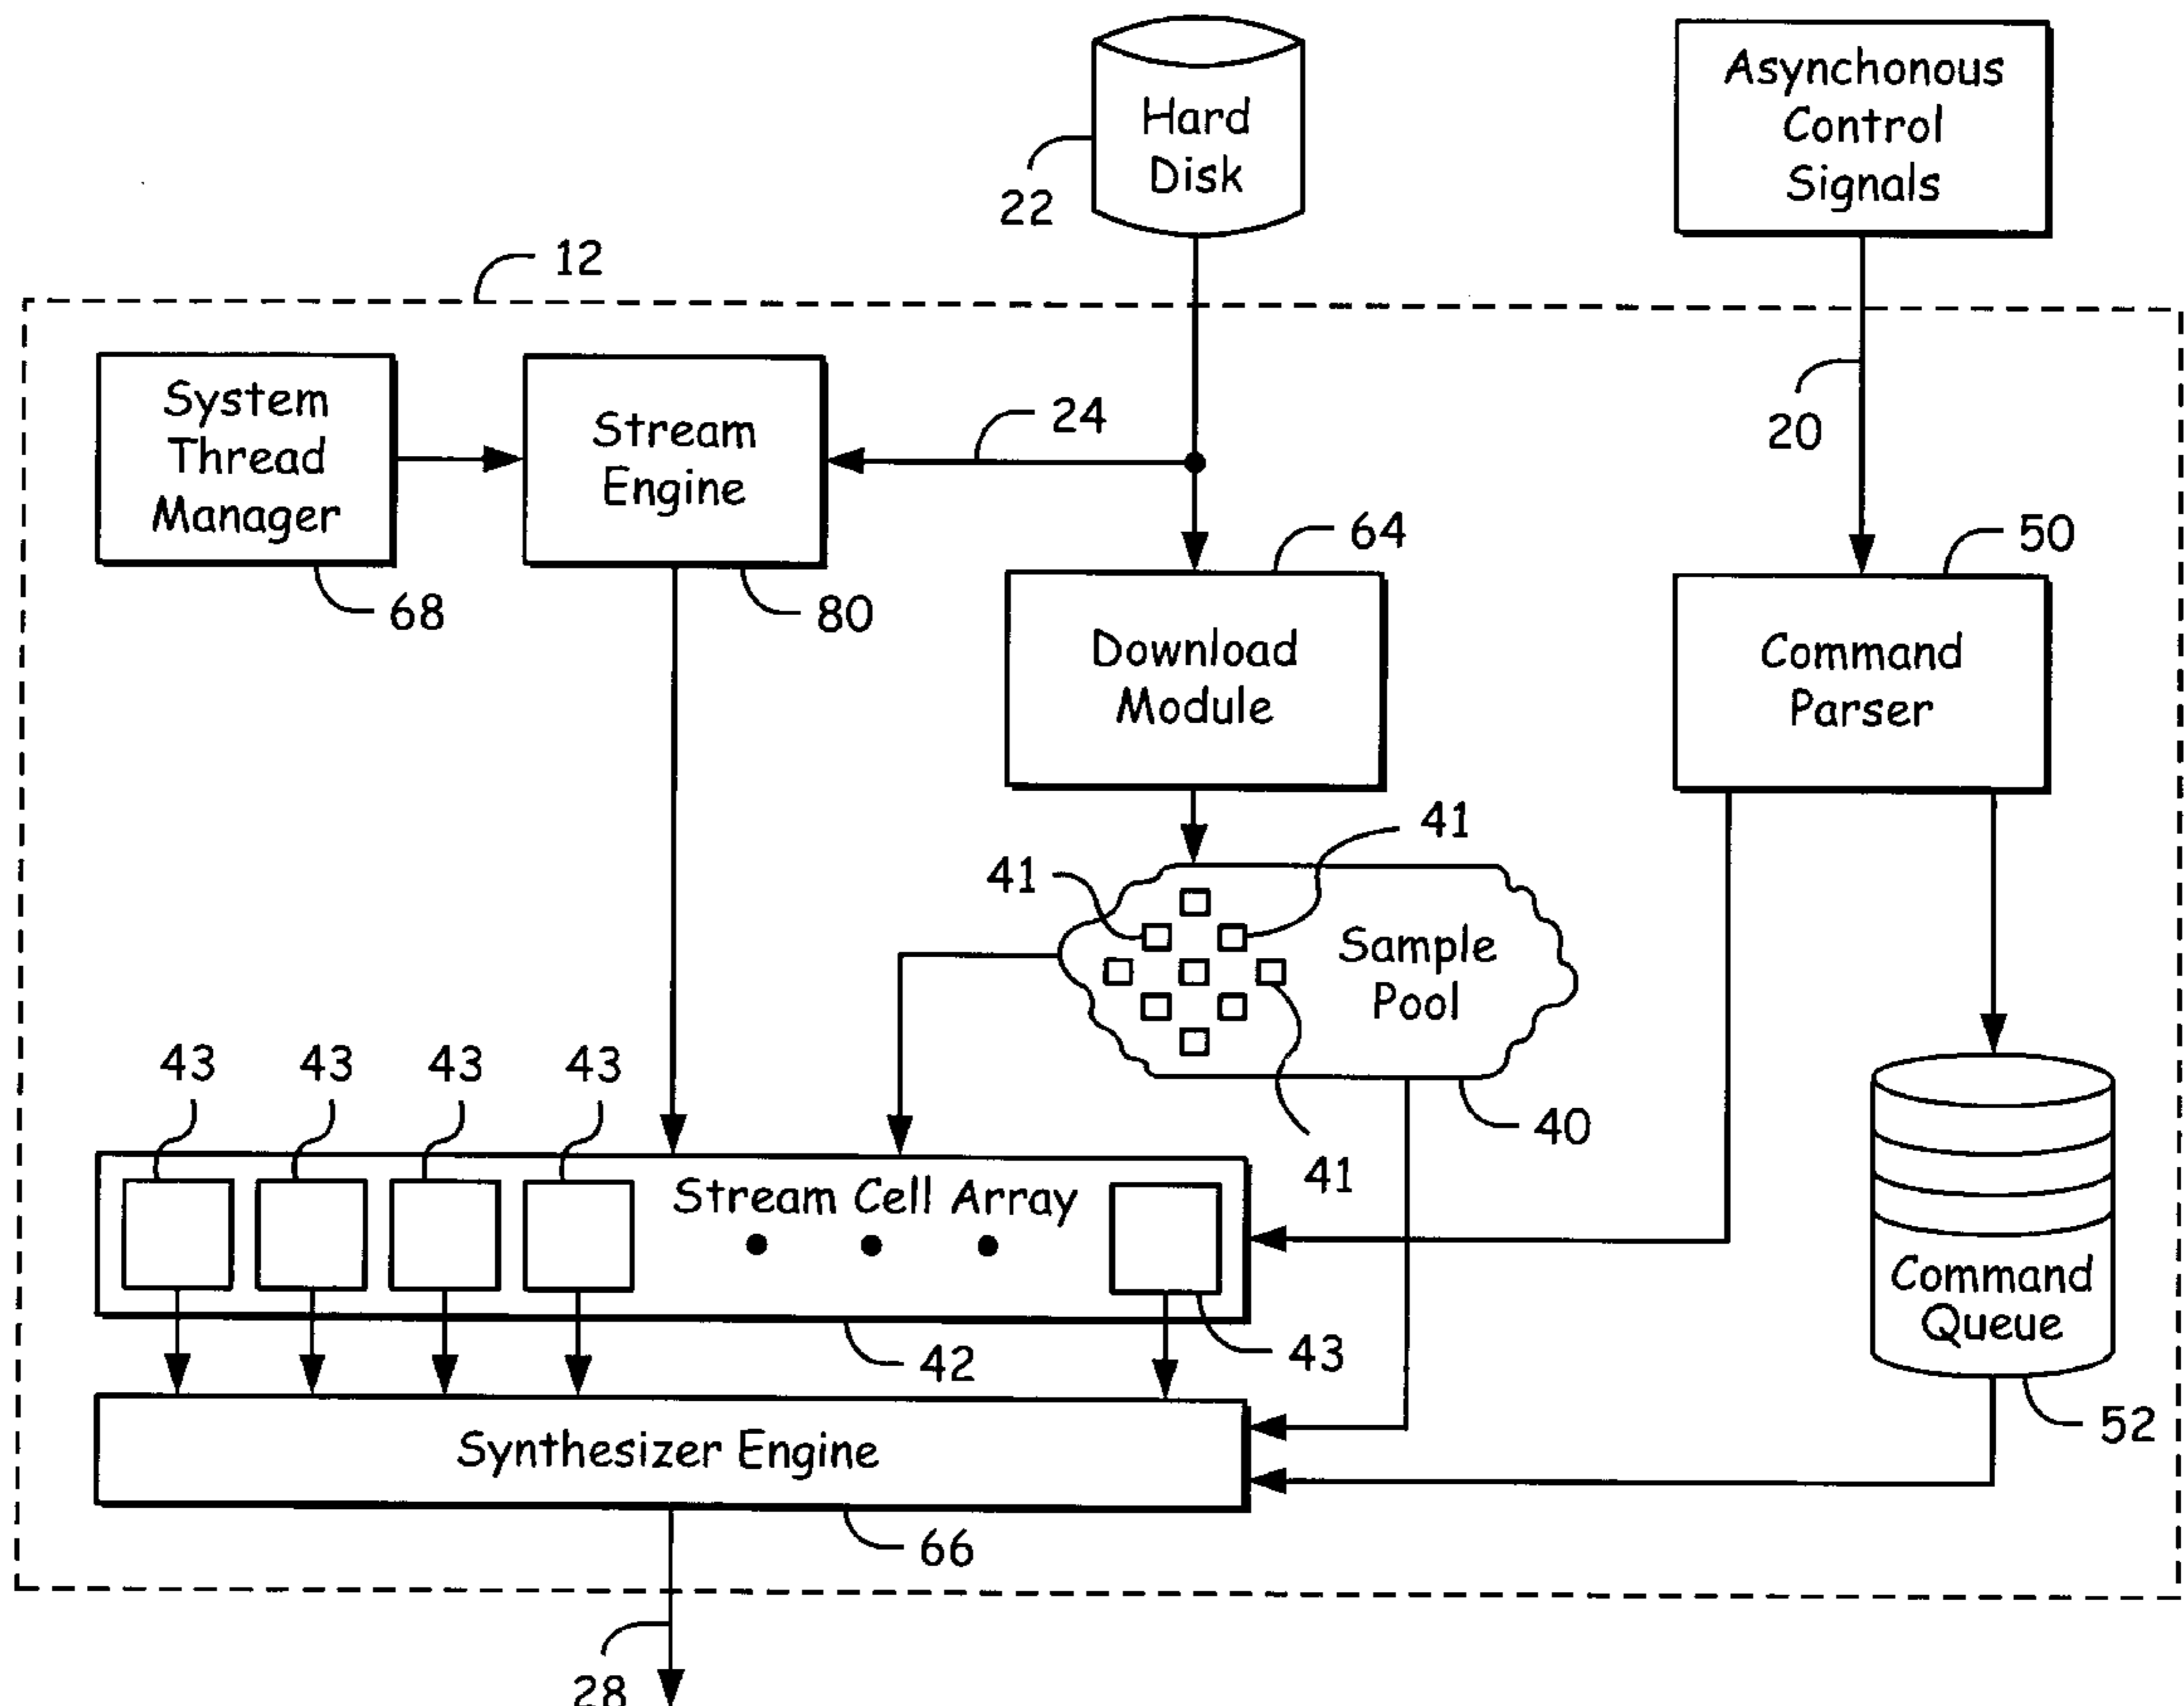 Hard
Disk
22
Asynchonous
Control
Signals
12
20
System
Thread
Manager
68
Stream
Engine
80
24
64
Download
Module
50
Command
Parser
41
41
Sample
Pool
41
40
43
43
43
43
Stream Cell Array
43
42
Command
Queue
52
Synthesizer Engine
66
28